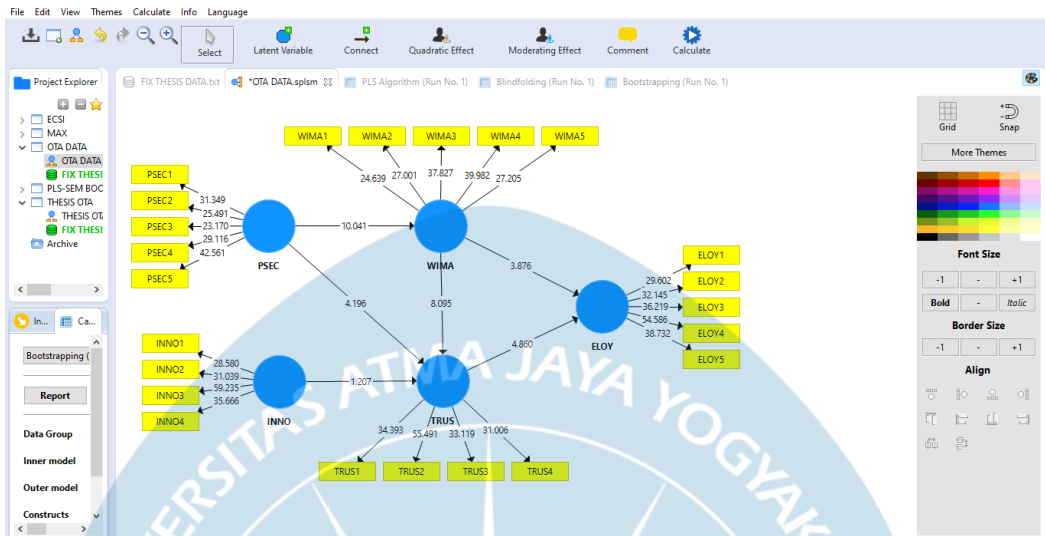 File Edit View Themes Calculate Info Language
Select Latent Variable Connect Quadratic Effect Moderating Effect Comment Calculate
Project Explorer
FIX THESIS DATA.txt *OTA DATA.splsm PLS Algorithm (Run No. 1) Blindfolding (Run No. 1) Bootstrapping (Run No. 1)
ECSI
MAX
OTA DATA
OTA DATA
FIX THESI
PLS-SEM BOO
THESIS OTA
THESIS OT
FIX THESI
Archive
In... Ca...
Bootstrapping (
Report
Data Group
Inner model
Outer model
Constructs
WIMA1 WIMA2 WIMA3 WIMA4 WIMA5
24.639 27.001 37.827 39.982 27.205
PSEC1
PSEC2
PSEC3
PSEC4
PSEC5
31.349
25.491
23.170
29.116
42.561
PSEC
10.041
WIMA
3.876
4.196
8.095
ELOY1
ELOY2
ELOY3
ELOY4
ELOY5
29.602
32.145
36.219
54.586
38.732
ELOY
4.860
INNO1
INNO2
INNO3
INNO4
28.580
31.039
59.235
35.666
INNO
1.207
TRUS
34.393 55.491 33.119 31.006
TRUS1 TRUS2 TRUS3 TRUS4
Grid Snap
More Themes
Font Size
-1 - +1
Bold - Italic
Border Size
-1 - +1
Align
SITAS ATMA JAYA YOGYAK